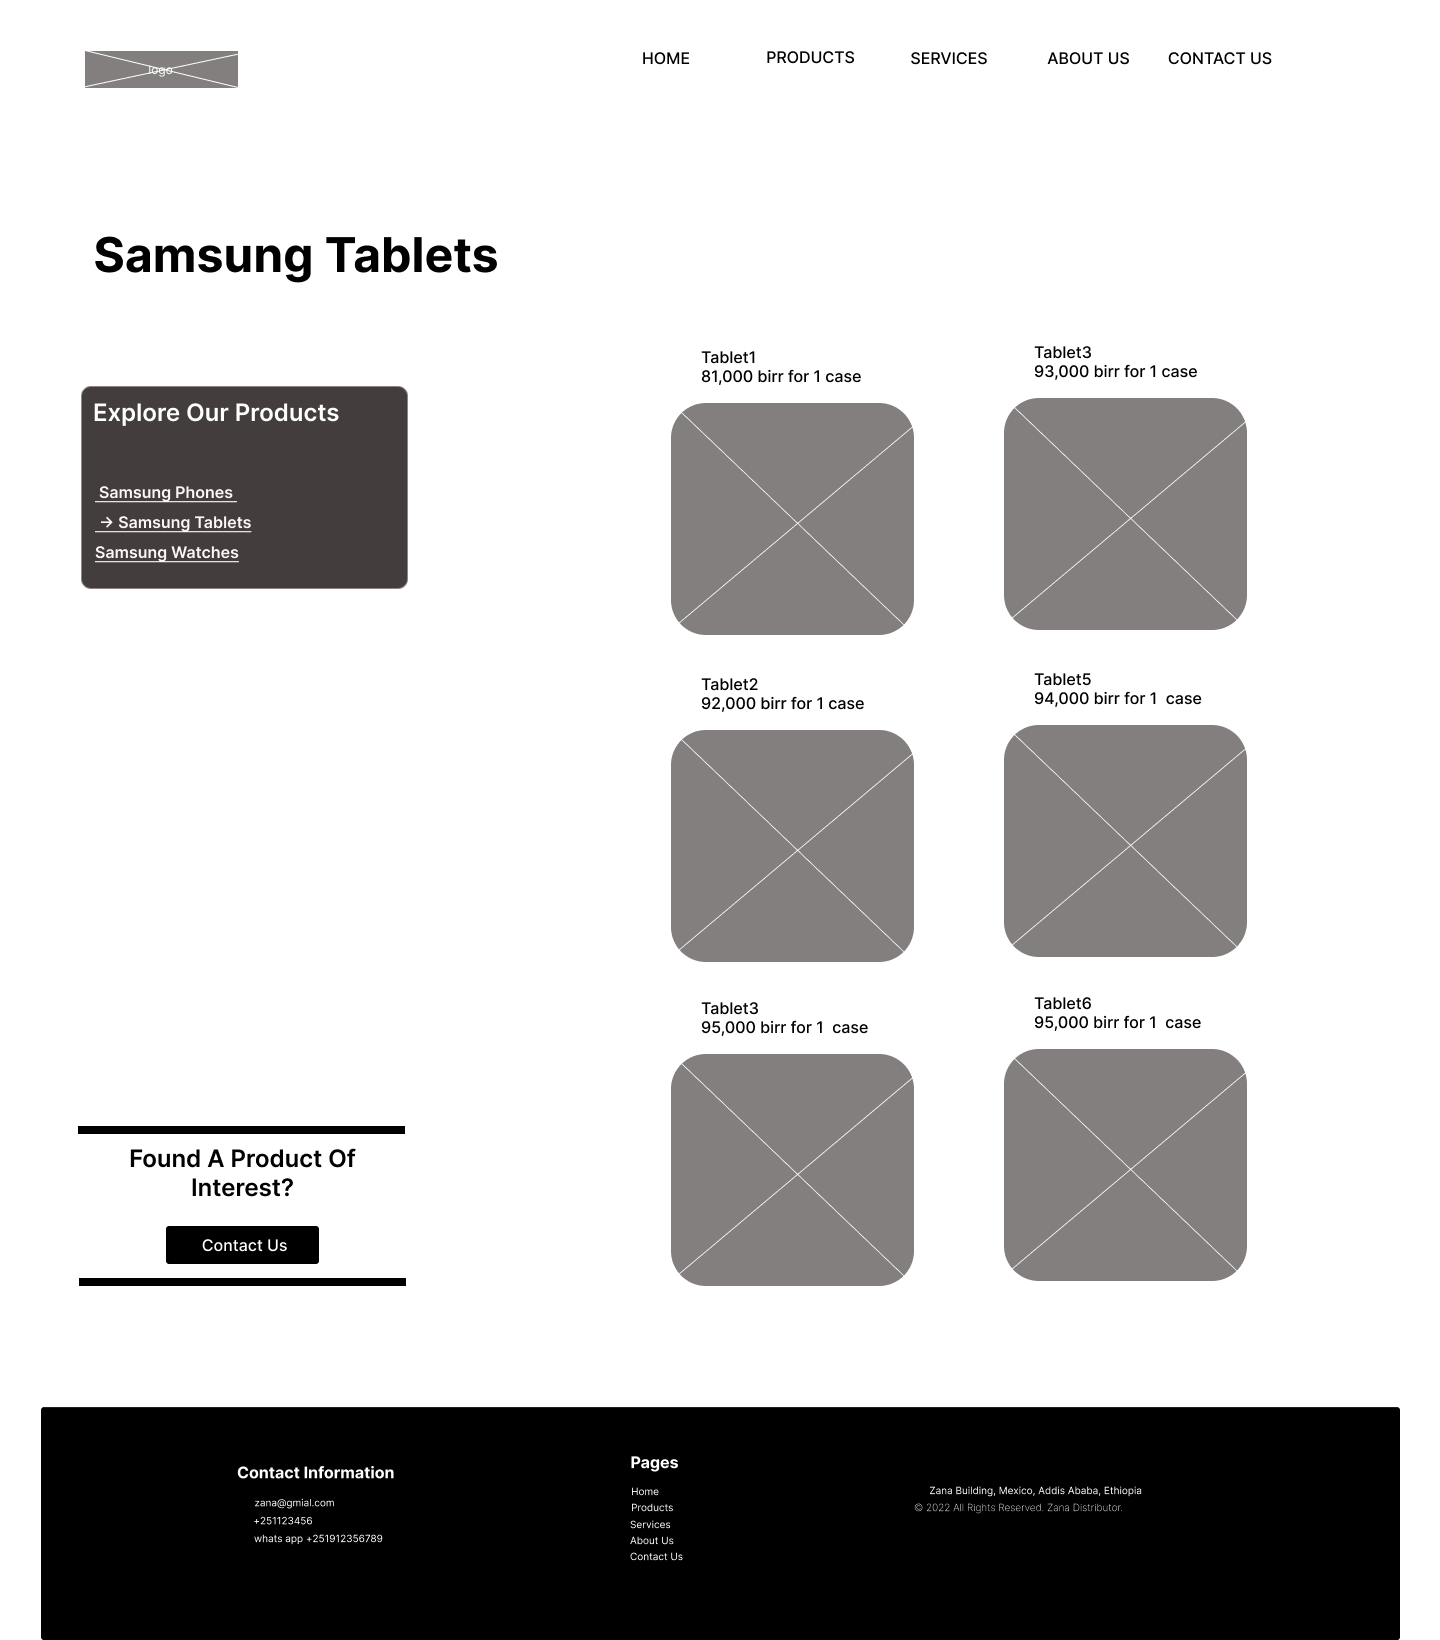 logo
HOME
PRODUCTS
SERVICES
ABOUT US
CONTACT US
Samsung Tablets
Explore Our Products
Samsung Phones
→ Samsung Tablets
Samsung Watches
Tablet1
81,000 birr for 1 case
Tablet3
93,000 birr for 1 case
Tablet2
92,000 birr for 1 case
Tablet5
94,000 birr for 1 case
Tablet3
95,000 birr for 1 case
Tablet6
95,000 birr for 1 case
Found A Product Of
Interest?
Contact Us
Contact Information
zana@gmial.com
+251123456
whats app +251912356789
Pages
Home
Products
Services
About Us
Contact Us
Zana Building, Mexico, Addis Ababa, Ethiopia
© 2022 All Rights Reserved. Zana Distributor.